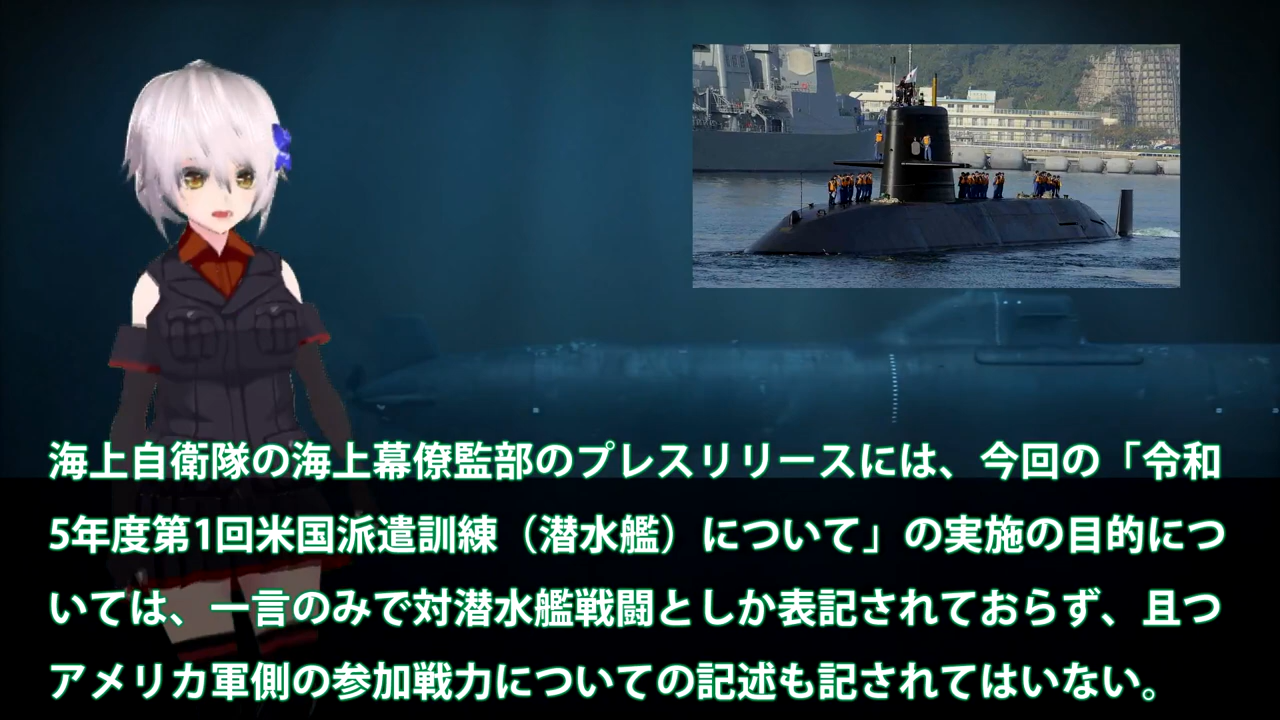 海上自衛隊の海上幕僚監部のプレスリリースには、今回の「令和
5年度第1回米国派遣訓練（潜水艦）について」の実施の目的につ
いては、一言のみで対潜水艦戦闘としか表記されておらず、且つ
アメリカ軍側の参加戦力についての記述も記されてはいない。